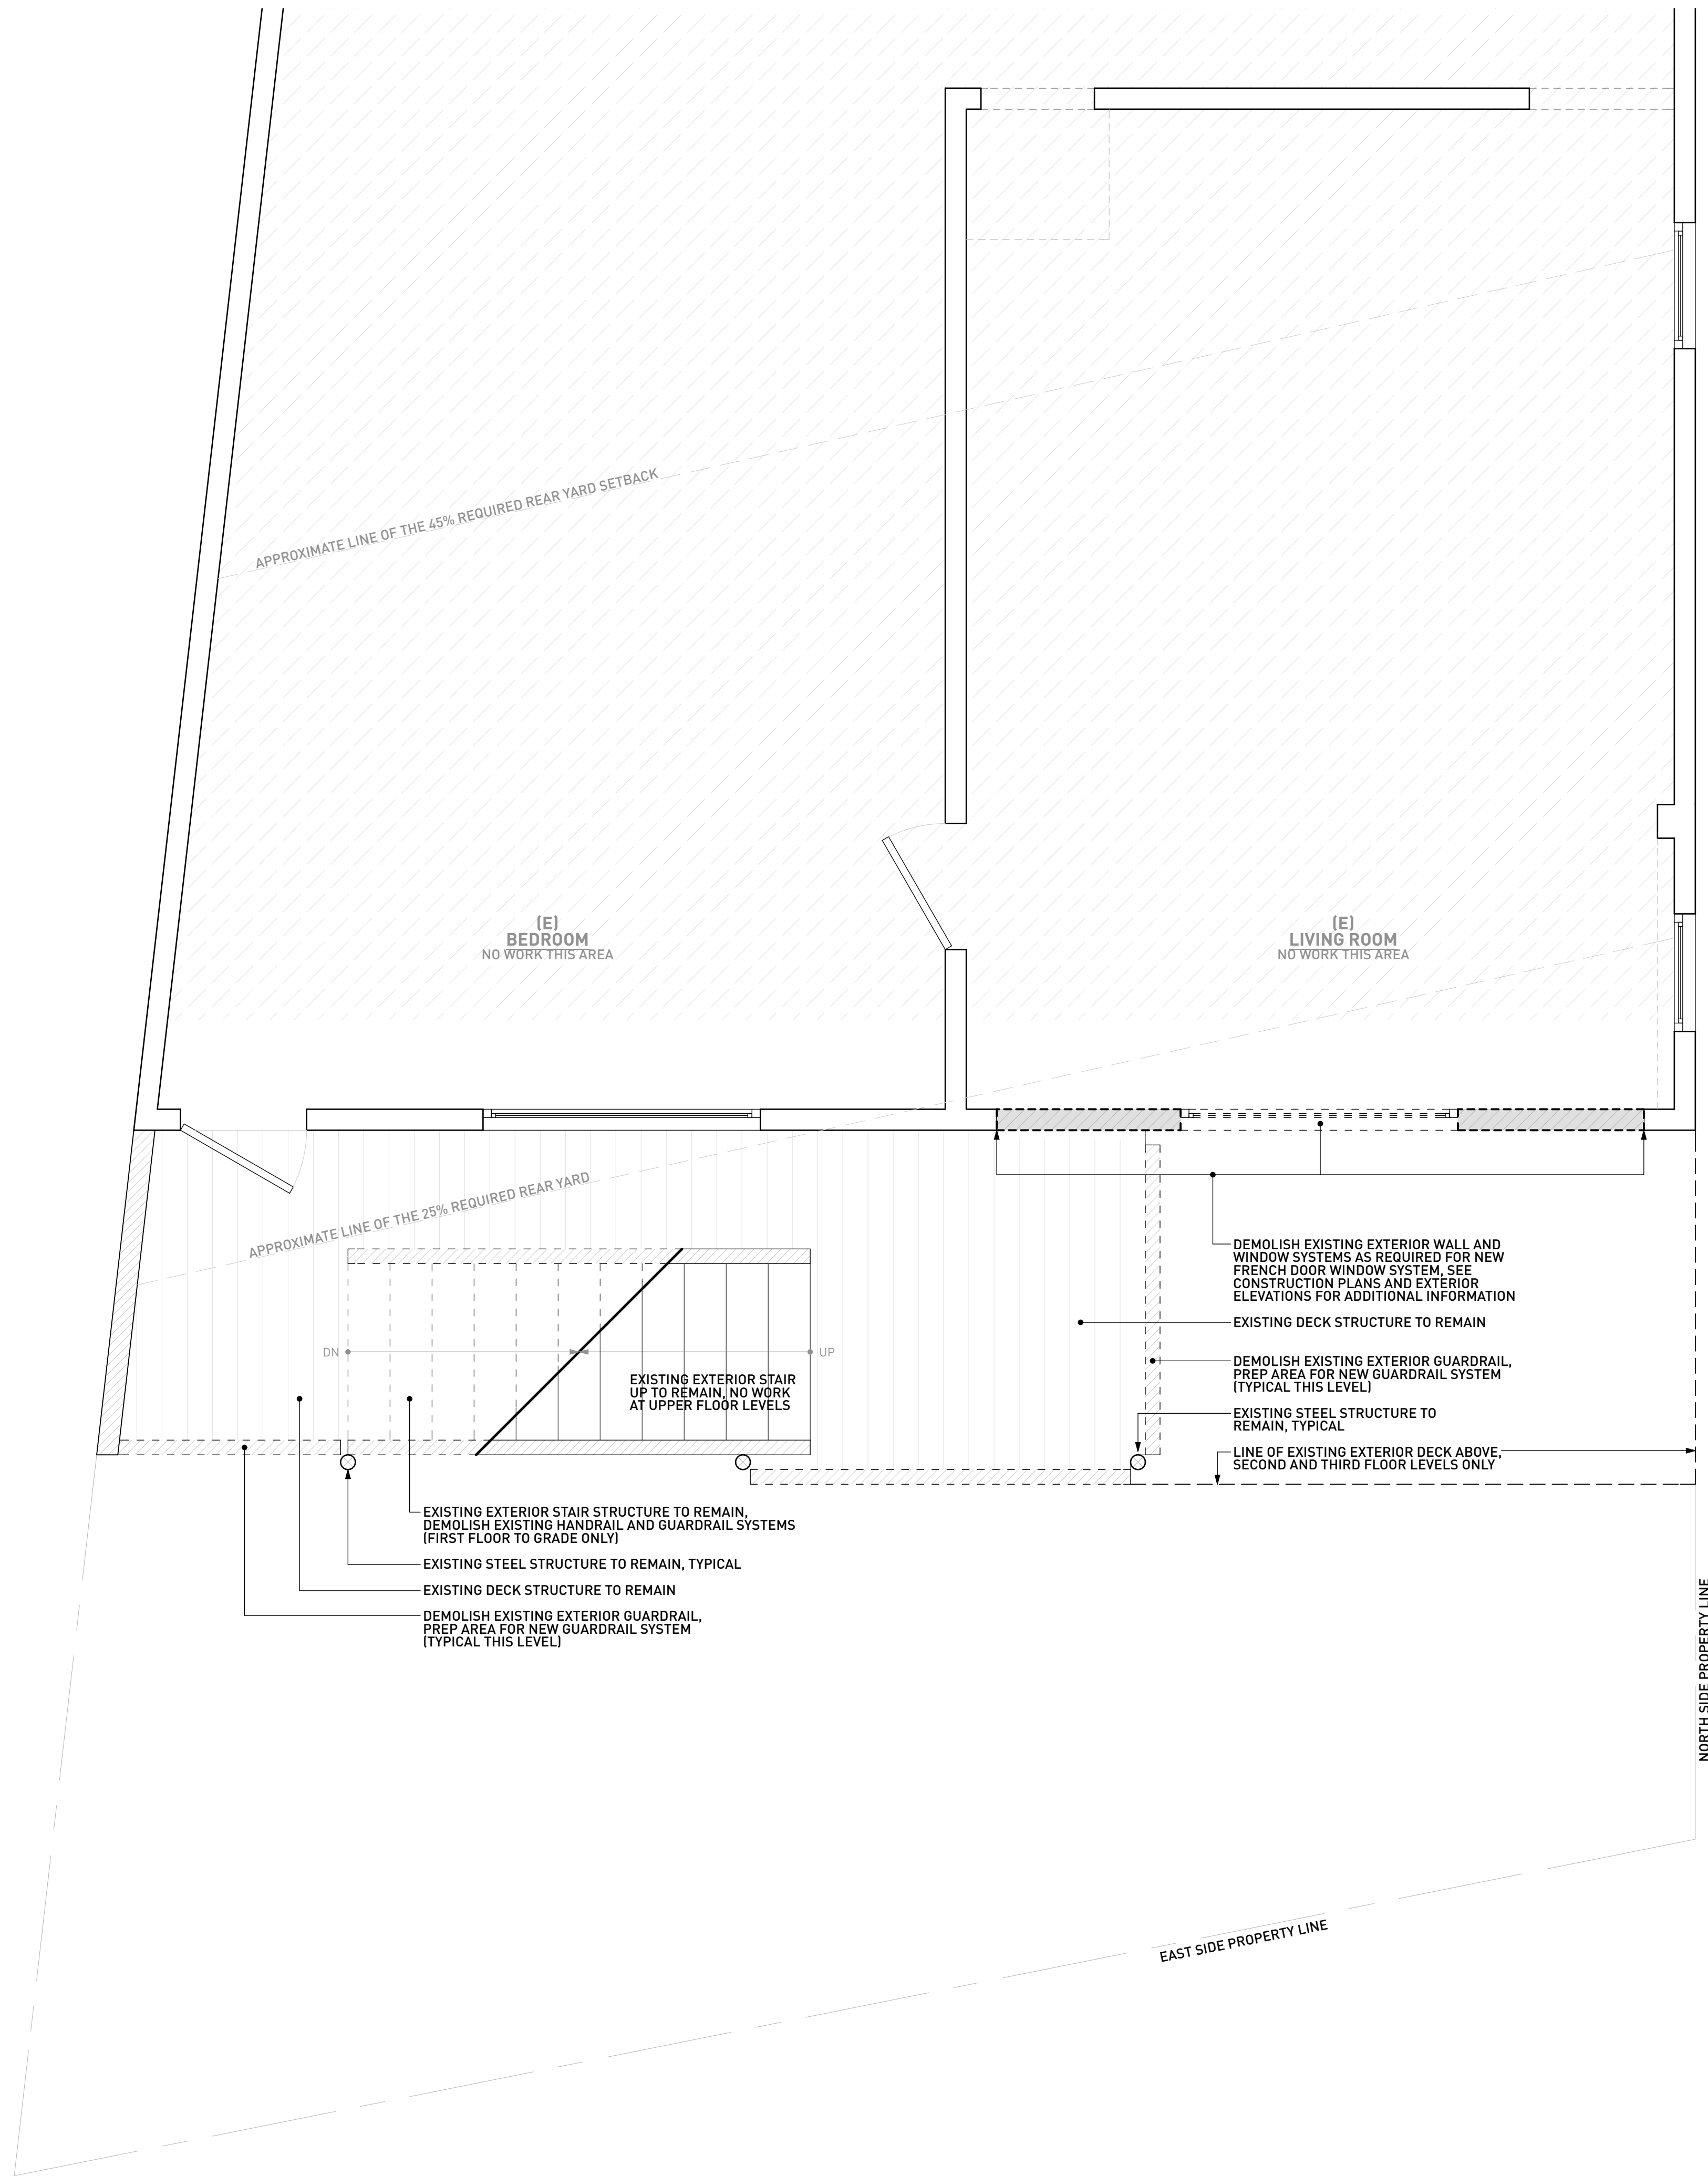 APPROXIMATE LINE OF THE 45% REQUIRED REAR YARD SETBACK
(E)
BEDROOM
NO WORK THIS AREA
(E)
LIVING ROOM
NO WORK THIS AREA
APPROXIMATE LINE OF THE 25% REQUIRED REAR YARD
DEMOLISH EXISTING EXTERIOR WALL AND
WINDOW SYSTEMS AS REQUIRED FOR NEW
FRENCH DOOR WINDOW SYSTEM, SEE
CONSTRUCTION PLANS AND EXTERIOR
ELEVATIONS FOR ADDITIONAL INFORMATION
EXISTING DECK STRUCTURE TO REMAIN
DN
UP
EXISTING EXTERIOR STAIR
UP TO REMAIN, NO WORK
AT UPPER FLOOR LEVELS
DEMOLISH EXISTING EXTERIOR GUARDRAIL,
PREP AREA FOR NEW GUARDRAIL SYSTEM
(TYPICAL THIS LEVEL)
EXISTING STEEL STRUCTURE TO
REMAIN, TYPICAL
LINE OF EXISTING EXTERIOR DECK ABOVE,
SECOND AND THIRD FLOOR LEVELS ONLY
EXISTING EXTERIOR STAIR STRUCTURE TO REMAIN,
DEMOLISH EXISTING HANDRAIL AND GUARDRAIL SYSTEMS
(FIRST FLOOR TO GRADE ONLY)
EXISTING STEEL STRUCTURE TO REMAIN, TYPICAL
EXISTING DECK STRUCTURE TO REMAIN
DEMOLISH EXISTING EXTERIOR GUARDRAIL,
PREP AREA FOR NEW GUARDRAIL SYSTEM
(TYPICAL THIS LEVEL)
NORTH SIDE PROPERTY LINE
EAST SIDE PROPERTY LINE